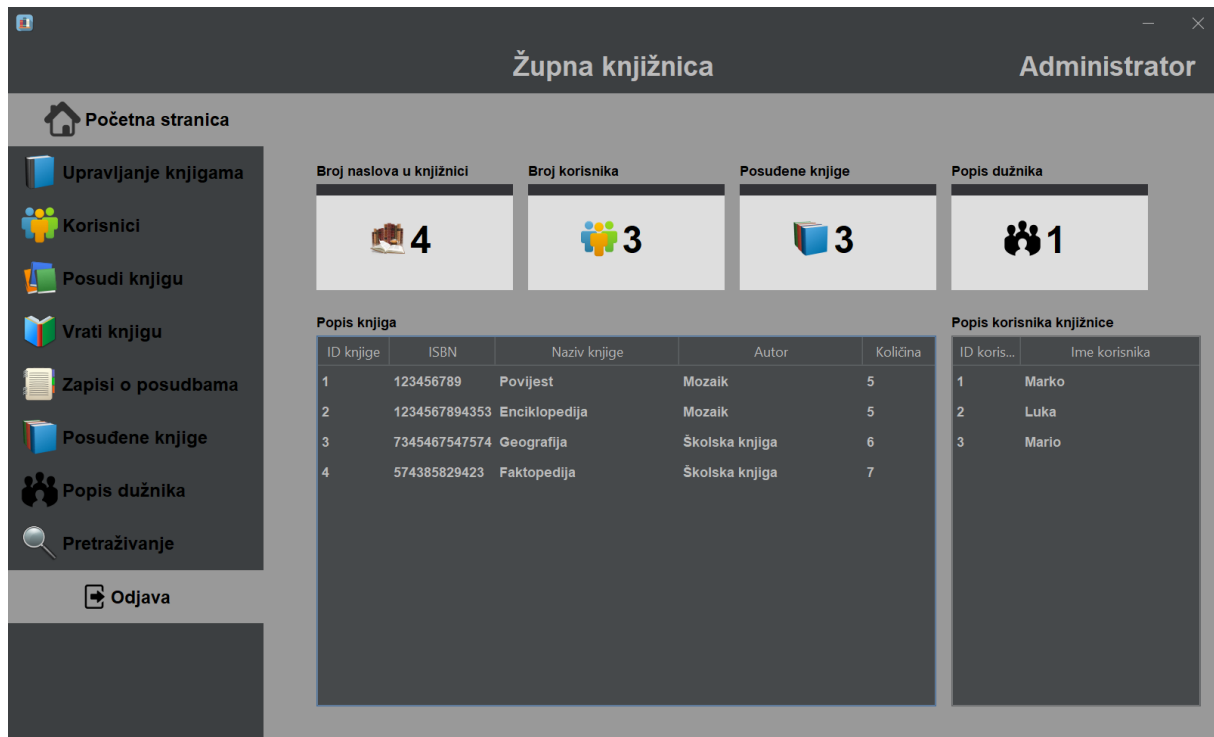 Župna knjižnica
Administrator
Početna stranica
Upravljanje knjigama
Korisnici
Posudi knjigu
Vrati knjigu
Zapisi o posudbama
Posuđene knjige
Popis dužnika
Pretraživanje
Odjava
Broj naslova u knjižnici
4
Broj korisnika
3
Posuđene knjige
3
Popis dužnika
1
Popis knjiga
ID knjige ISBN Naziv knjige Autor Količina
1 123456789 Povijest Mozaik 5
2 1234567894353 Enciklopedija Mozaik 5
3 7345467547574 Geografija Školska knjiga 6
4 574385829423 Faktopedija Školska knjiga 7
Popis korisnika knjižnice
ID koris... Ime korisnika
1 Marko
2 Luka
3 Mario